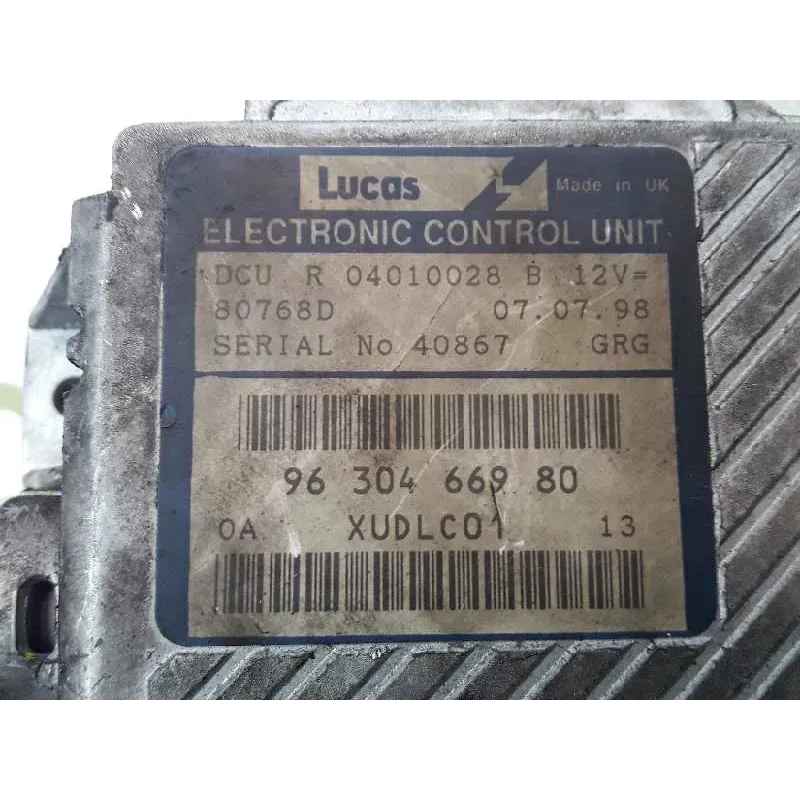 Lucas Made in UK
ELECTRONIC CONTROL UNIT
DCU R 04010028 B 12V=
80768D 07.07.98
SERIAL No 40867 GRG
96 304 669 80
0A XUDLC01 13